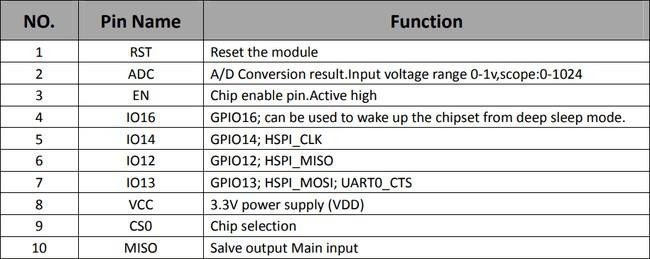 NO. Pin Name Function
1 RST Reset the module
2 ADC A/D Conversion result.Input voltage range 0-1v,scope:0-1024
3 EN Chip enable pin.Active high
4 IO16 GPIO16; can be used to wake up the chipset from deep sleep mode.
5 IO14 GPIO14; HSPI_CLK
6 IO12 GPIO12; HSPI_MISO
7 IO13 GPIO13; HSPI_MOSI; UART0_CTS
8 VCC 3.3V power supply (VDD)
9 CS0 Chip selection
10 MISO Salve output Main input